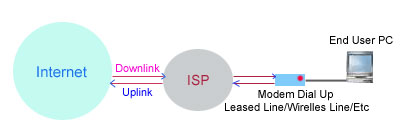 End User PC
Downlink
Internet
ISP
Uplink
Modem Dial Up
Leased Line/Wirelles Line/Etc